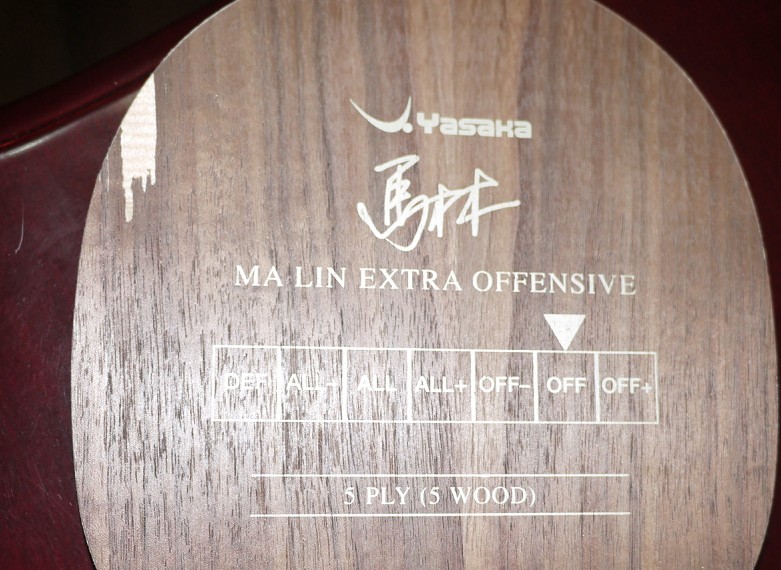 Yasaka
馬林
MA LIN EXTRA OFFENSIVE
DEF ALL- ALL ALL+ OFF- OFF OFF+
5 PLY (5 WOOD)